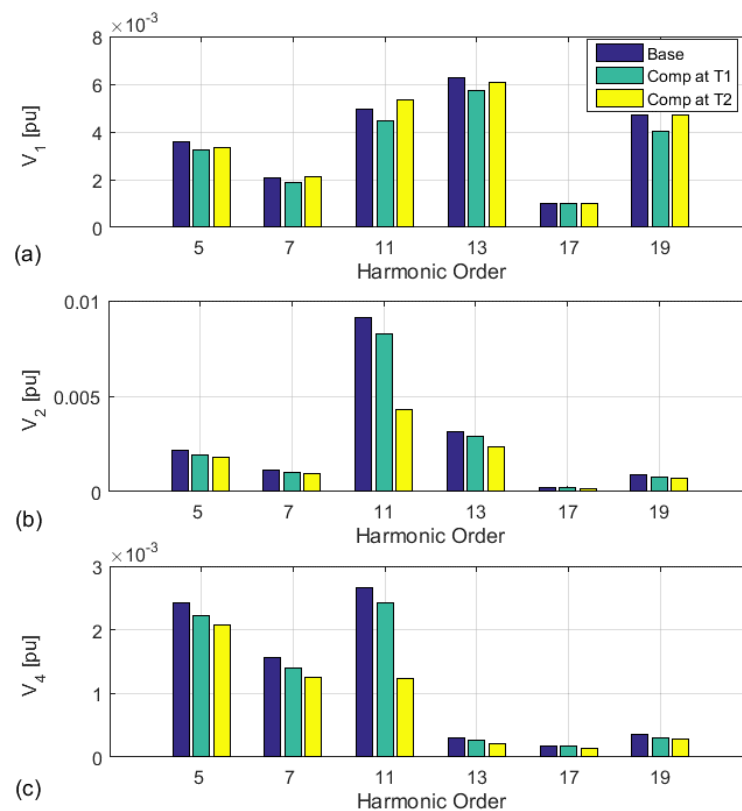 ×10⁻³
8
6
4
2
0
V₁ [pu]
Base
Comp at T1
Comp at T2
5 7 11 13 17 19
Harmonic Order
(a)
0.01
0.005
0
V₂ [pu]
5 7 11 13 17 19
Harmonic Order
(b)
×10⁻³
3
2
1
0
V₄ [pu]
5 7 11 13 17 19
Harmonic Order
(c)